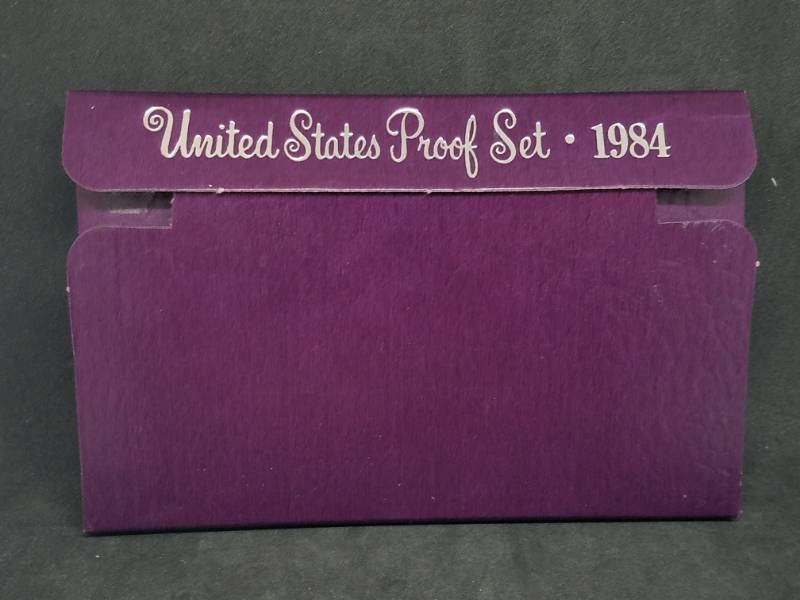 United States Proof Set • 1984